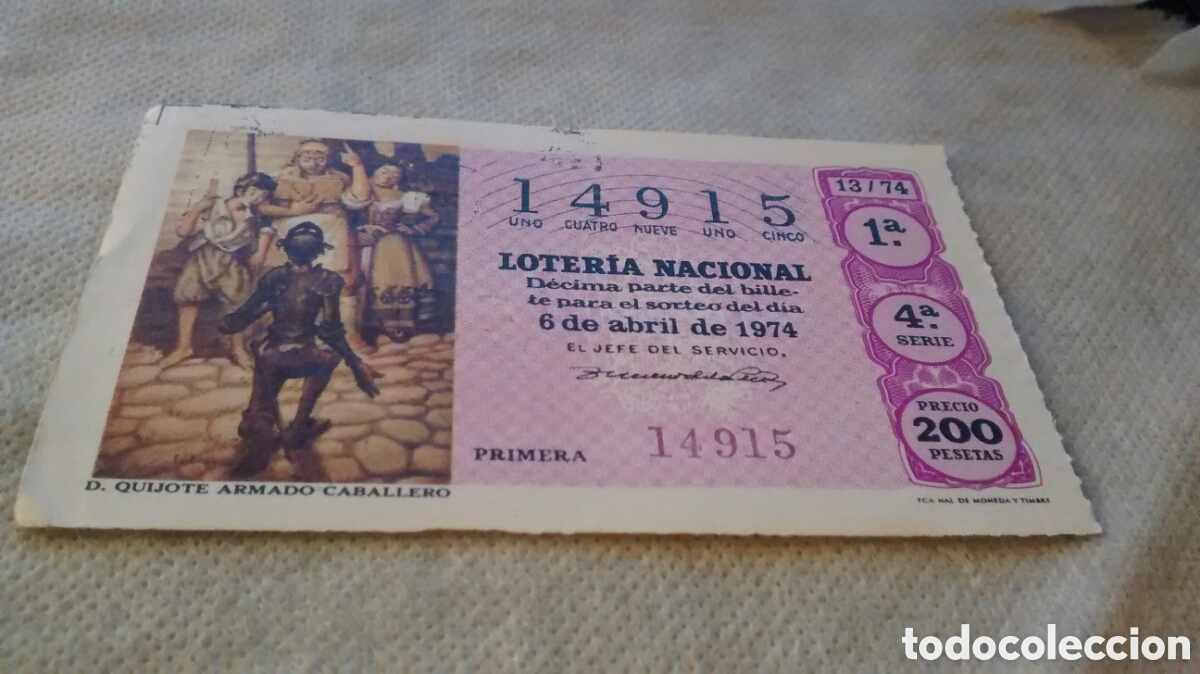 14915
UNO CUATRO NUEVE UNO CINCO
LOTERÍA NACIONAL
Décima parte del bille-
te para el sorteo del día
6 de abril de 1974
EL JEFE DEL SERVICIO,
PRIMERA 14915
13/74
1ª.
4ª.
SERIE
PRECIO
200
PESETAS
D. QUIJOTE ARMADO CABALLERO
FCA NAL DE MONEDA Y TIMBRE
todocoleccion